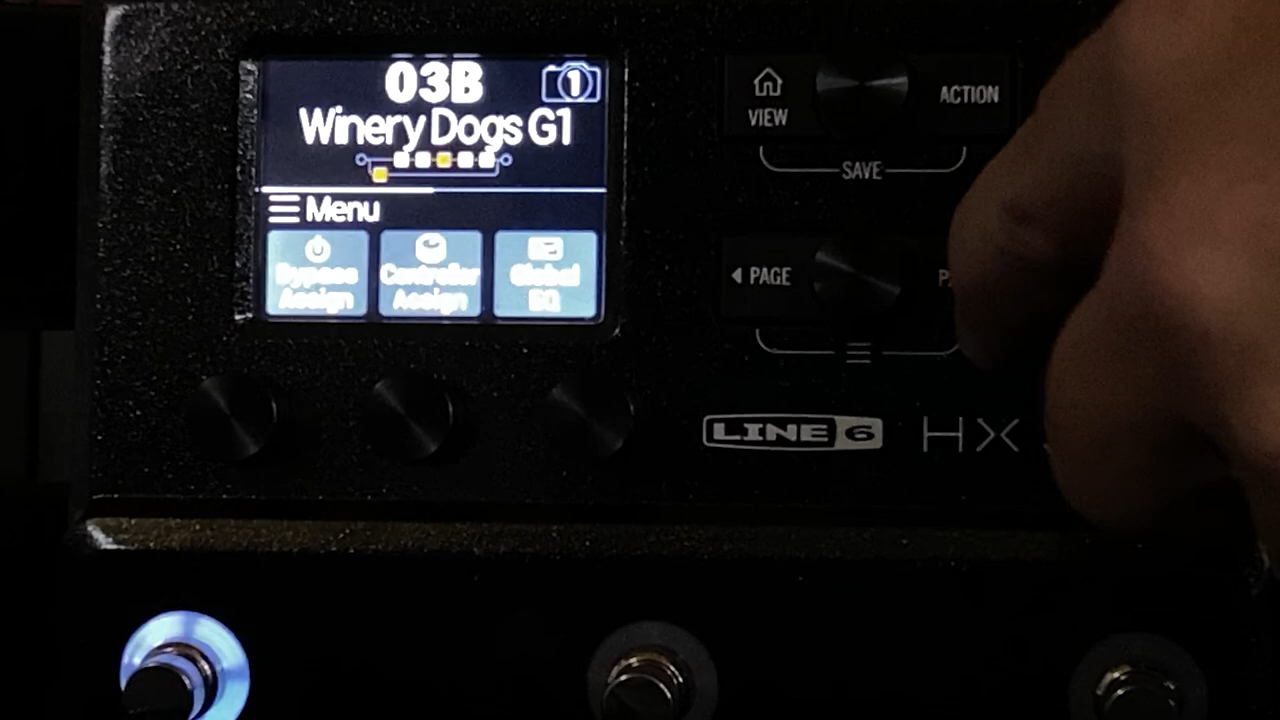 03B
1
Winery Dogs G1
Menu
Bypass
Assign
Controller
Assign
Global
EQ
VIEW
ACTION
SAVE
PAGE
P
LINE 6
HX